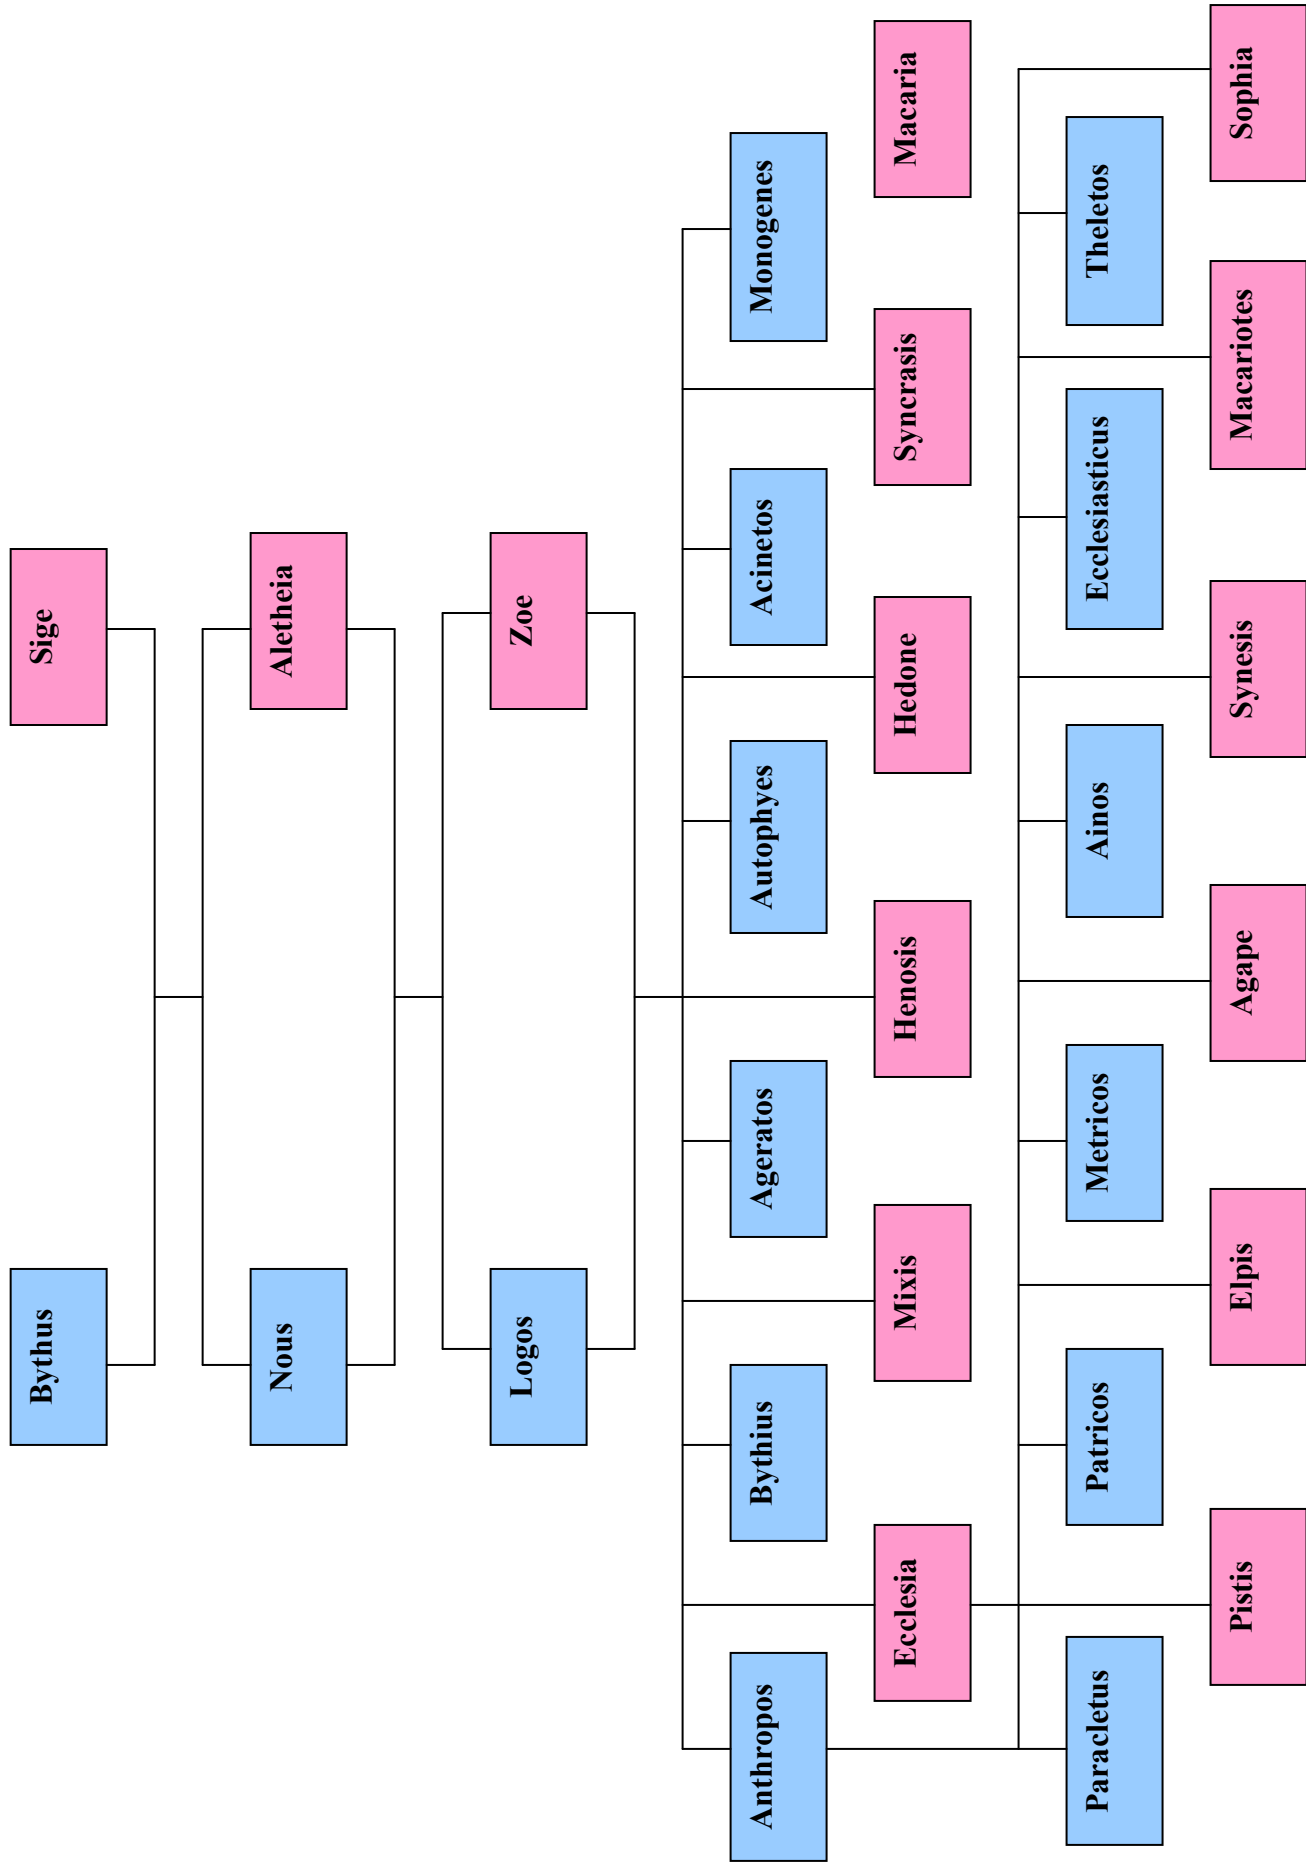 Bythus
Sige
Nous
Aletheia
Logos
Zoe
Anthropos
Bythius
Ageratos
Autophyes
Acinetos
Monogenes
Ecclesia
Mixis
Henosis
Hedone
Syncrasis
Macaria
Paracletus
Patricos
Metricos
Ainos
Ecclesiasticus
Theletos
Pistis
Elpis
Agape
Synesis
Macariotes
Sophia